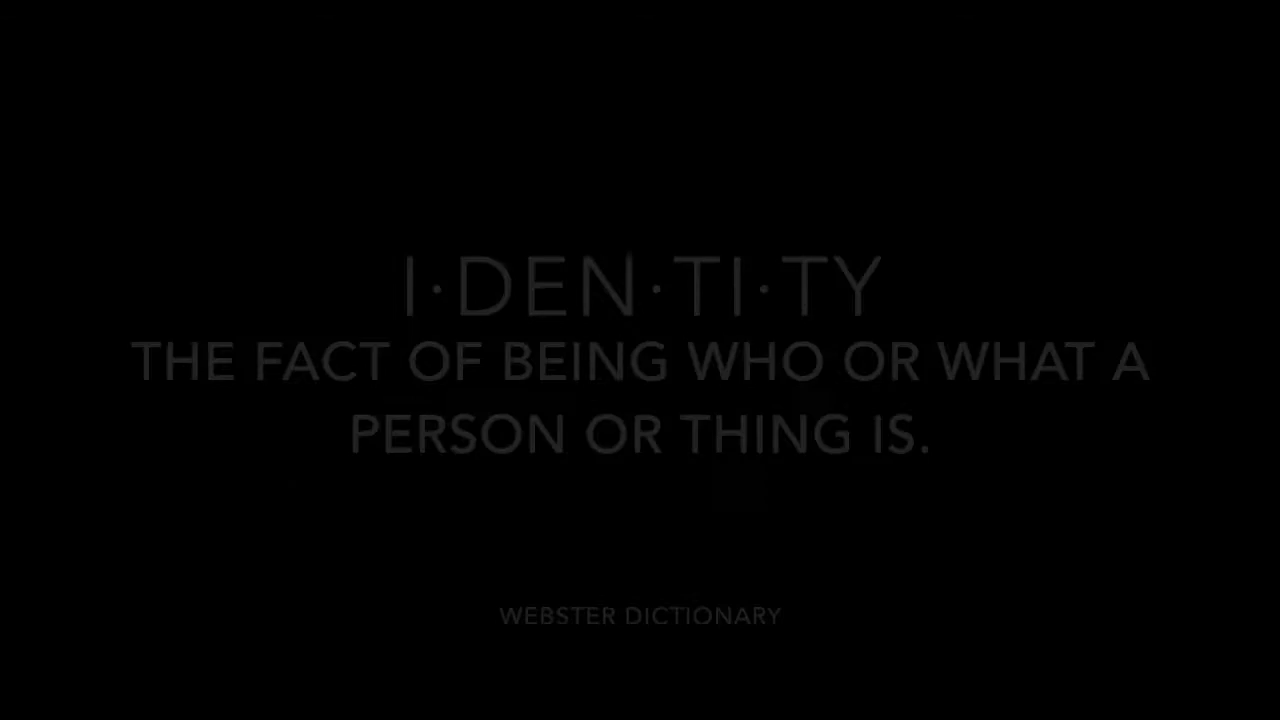 I·DEN·TI·TY
THE FACT OF BEING WHO OR WHAT A
PERSON OR THING IS.
WEBSTER DICTIONARY